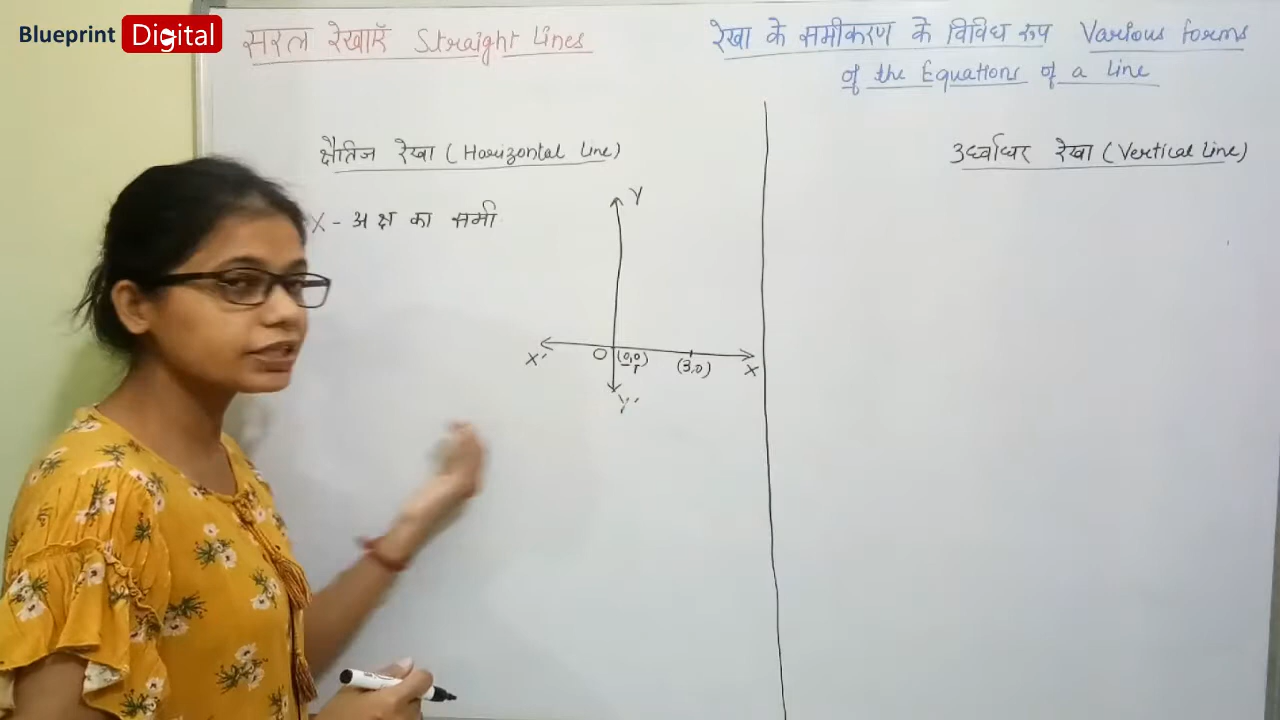 Blueprint Digital
सरल रेखाएँ Straight Lines
रेखा के समीकरण के विविध रूप Various forms
of the Equations of a line
क्षैतिज रेखा (Horizontal line)
उर्ध्वाधर रेखा (Vertical line)
X - अक्ष का समी
Y
X' O (0,0) (3,0) X
Y'